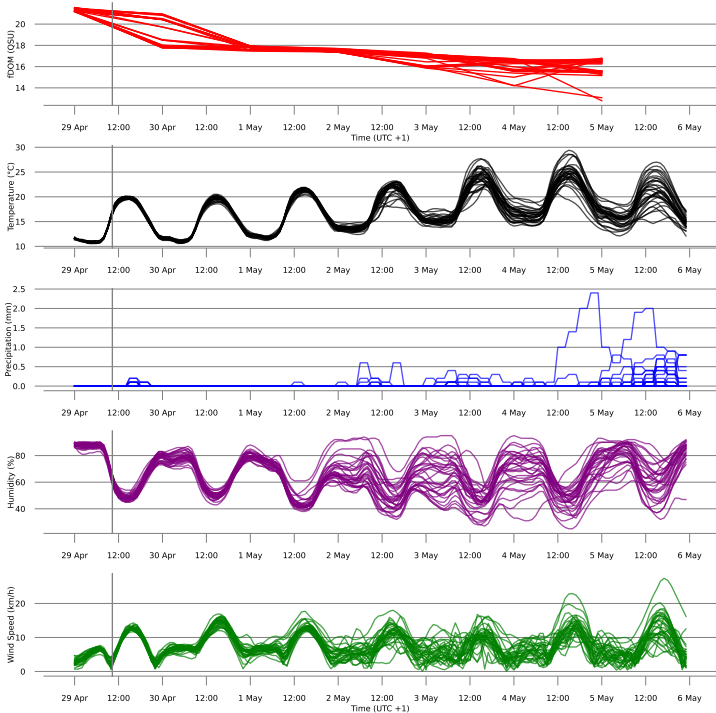 fDOM (QSU)
20
18
16
14
29 Apr 12:00 30 Apr 12:00 1 May 12:00 2 May 12:00 3 May 12:00 4 May 12:00 5 May 12:00 6 May
Time (UTC +1)
Temperature (°C)
30
25
20
15
10
29 Apr 12:00 30 Apr 12:00 1 May 12:00 2 May 12:00 3 May 12:00 4 May 12:00 5 May 12:00 6 May
Precipitation (mm)
2.5
2.0
1.5
1.0
0.5
0.0
29 Apr 12:00 30 Apr 12:00 1 May 12:00 2 May 12:00 3 May 12:00 4 May 12:00 5 May 12:00 6 May
Humidity (%)
80
60
40
29 Apr 12:00 30 Apr 12:00 1 May 12:00 2 May 12:00 3 May 12:00 4 May 12:00 5 May 12:00 6 May
Wind Speed (km/h)
20
10
0
29 Apr 12:00 30 Apr 12:00 1 May 12:00 2 May 12:00 3 May 12:00 4 May 12:00 5 May 12:00 6 May
Time (UTC +1)